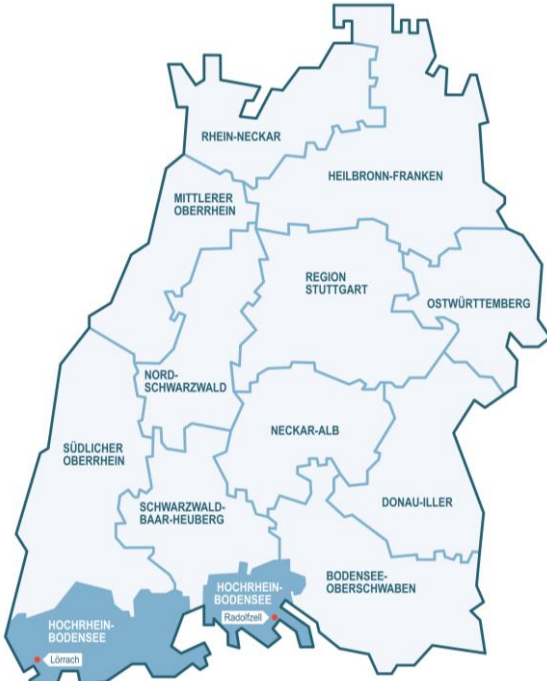 RHEIN-NECKAR
HEILBRONN-FRANKEN
MITTLERER
OBERRHEIN
REGION
STUTTGART
OSTWÜRTTEMBERG
NORD-
SCHWARZWALD
NECKAR-ALB
SÜDLICHER
OBERRHEIN
DONAU-ILLER
SCHWARZWALD-
BAAR-HEUBERG
BODENSEE-
OBERSCHWABEN
HOCHRHEIN-
BODENSEE
Radolfzell
HOCHRHEIN-
BODENSEE
Lörrach